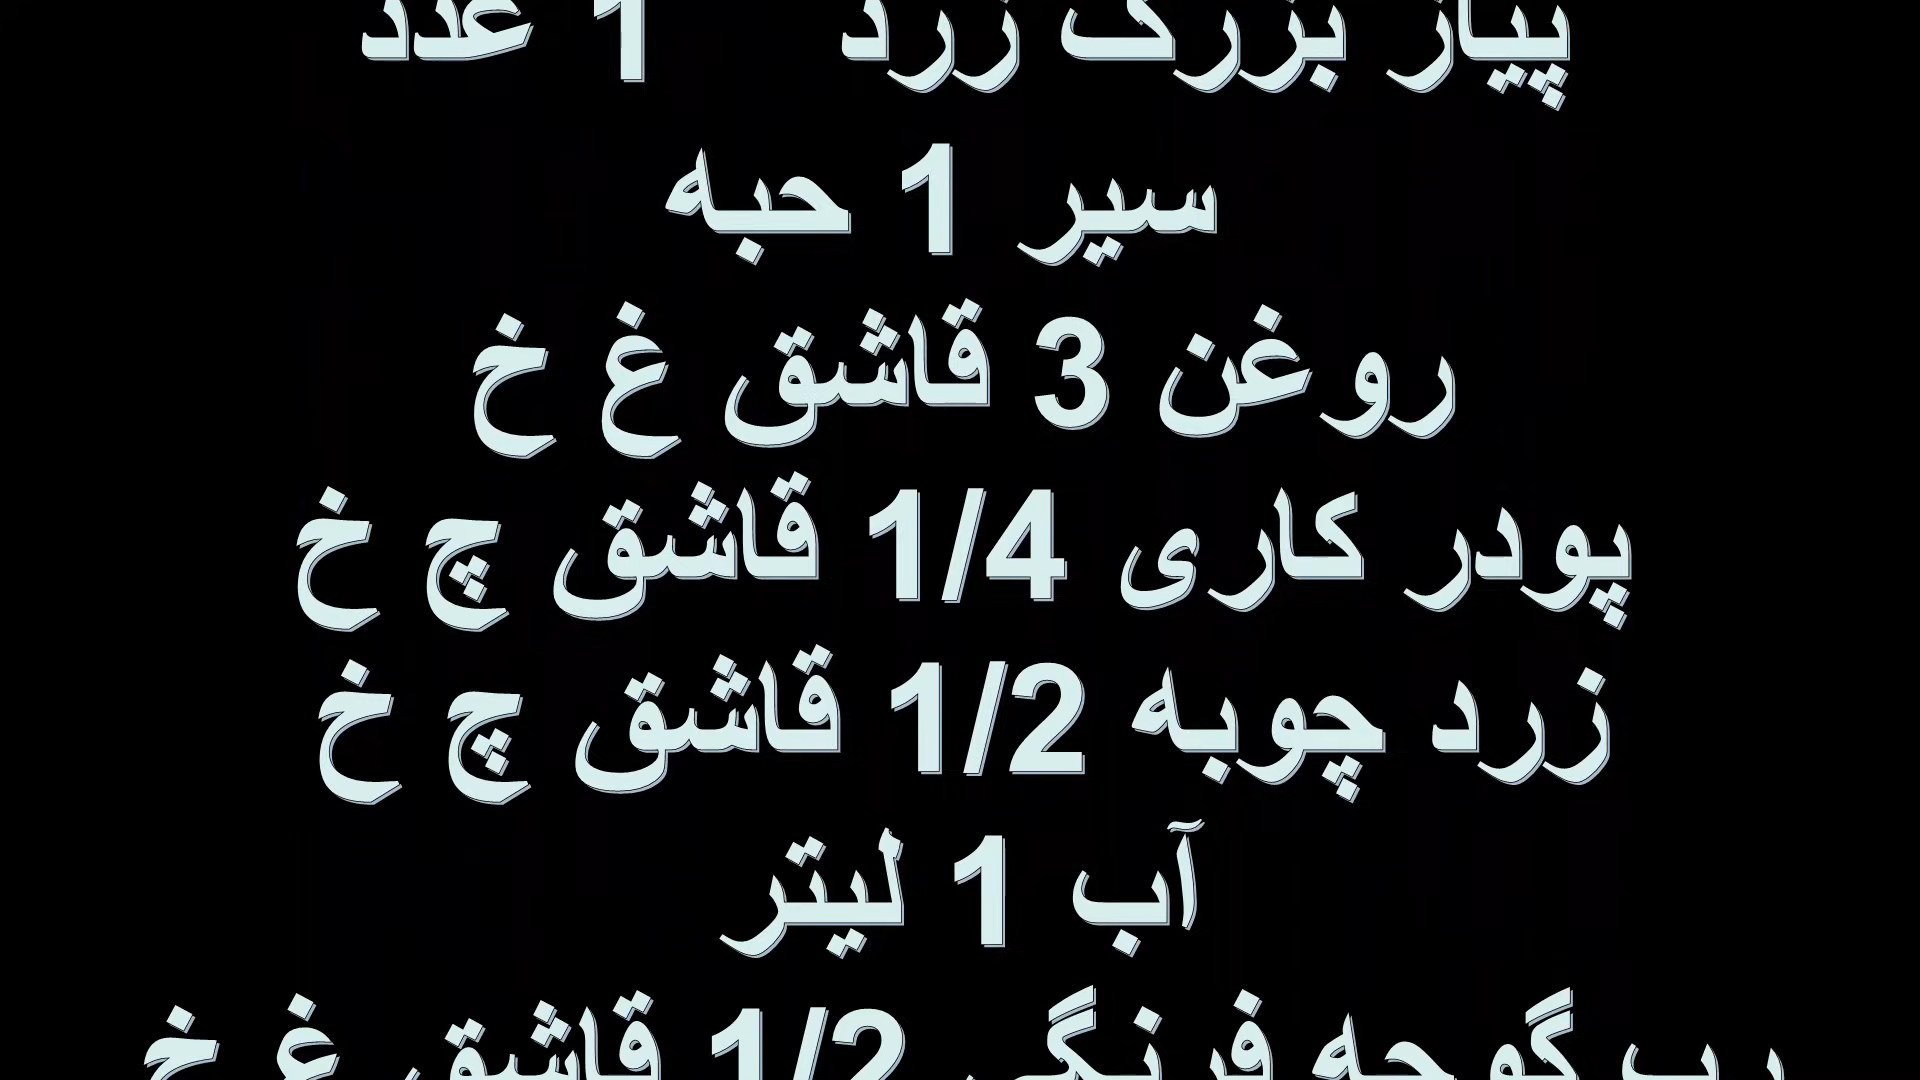 پیاز بزرگ زرد 1 عدد
سیر 1 حبه
روغن 3 قاشق غ خ
پودر کاری 1/4 قاشق چ خ
زرد چوبه 1/2 قاشق چ خ
آب 1 لیتر
رب گوجه فرنگی 1/2 قاشق غ خ